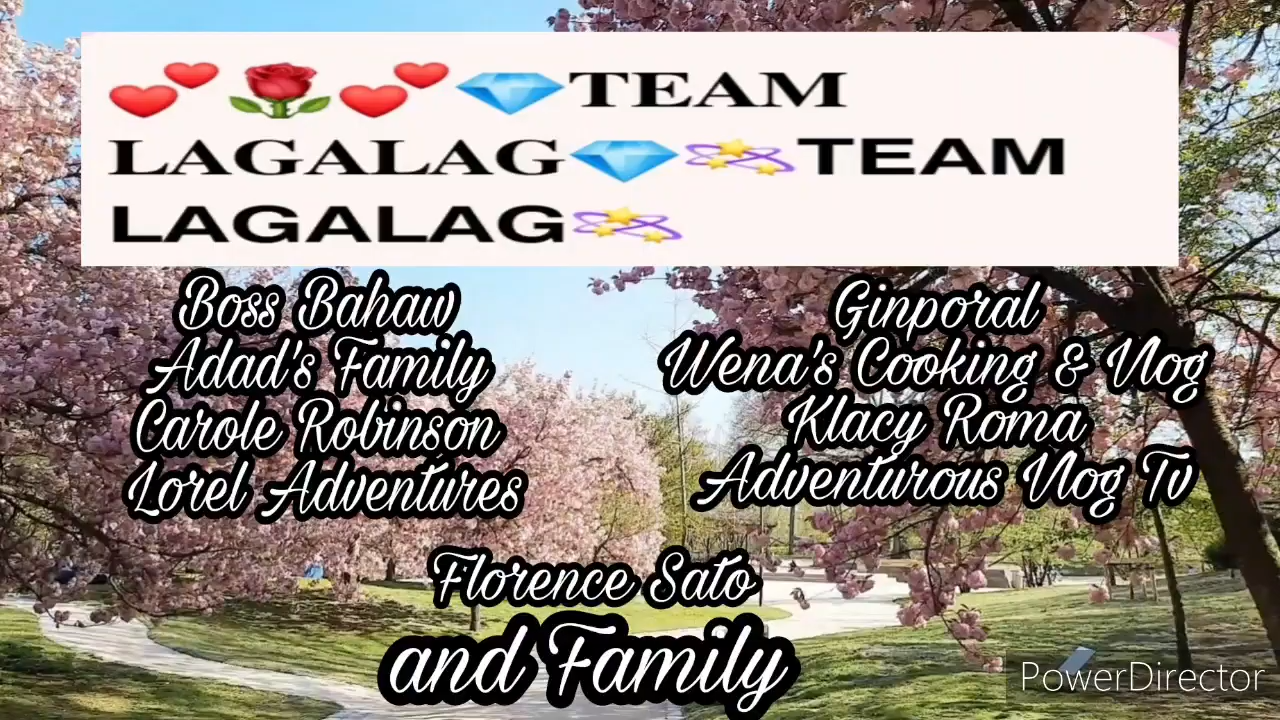 💕🌹💕💎TEAM
LAGALAG💎💫TEAM
LAGALAG💫
Boss Bahaw
Adad's Family
Carole Robinson
Lorel Adventures
Ginporal
Wena's Cooking & Vlog
Klacy Roma
Adventurous Vlog Tv
Florence Sato
and Family
PowerDirector